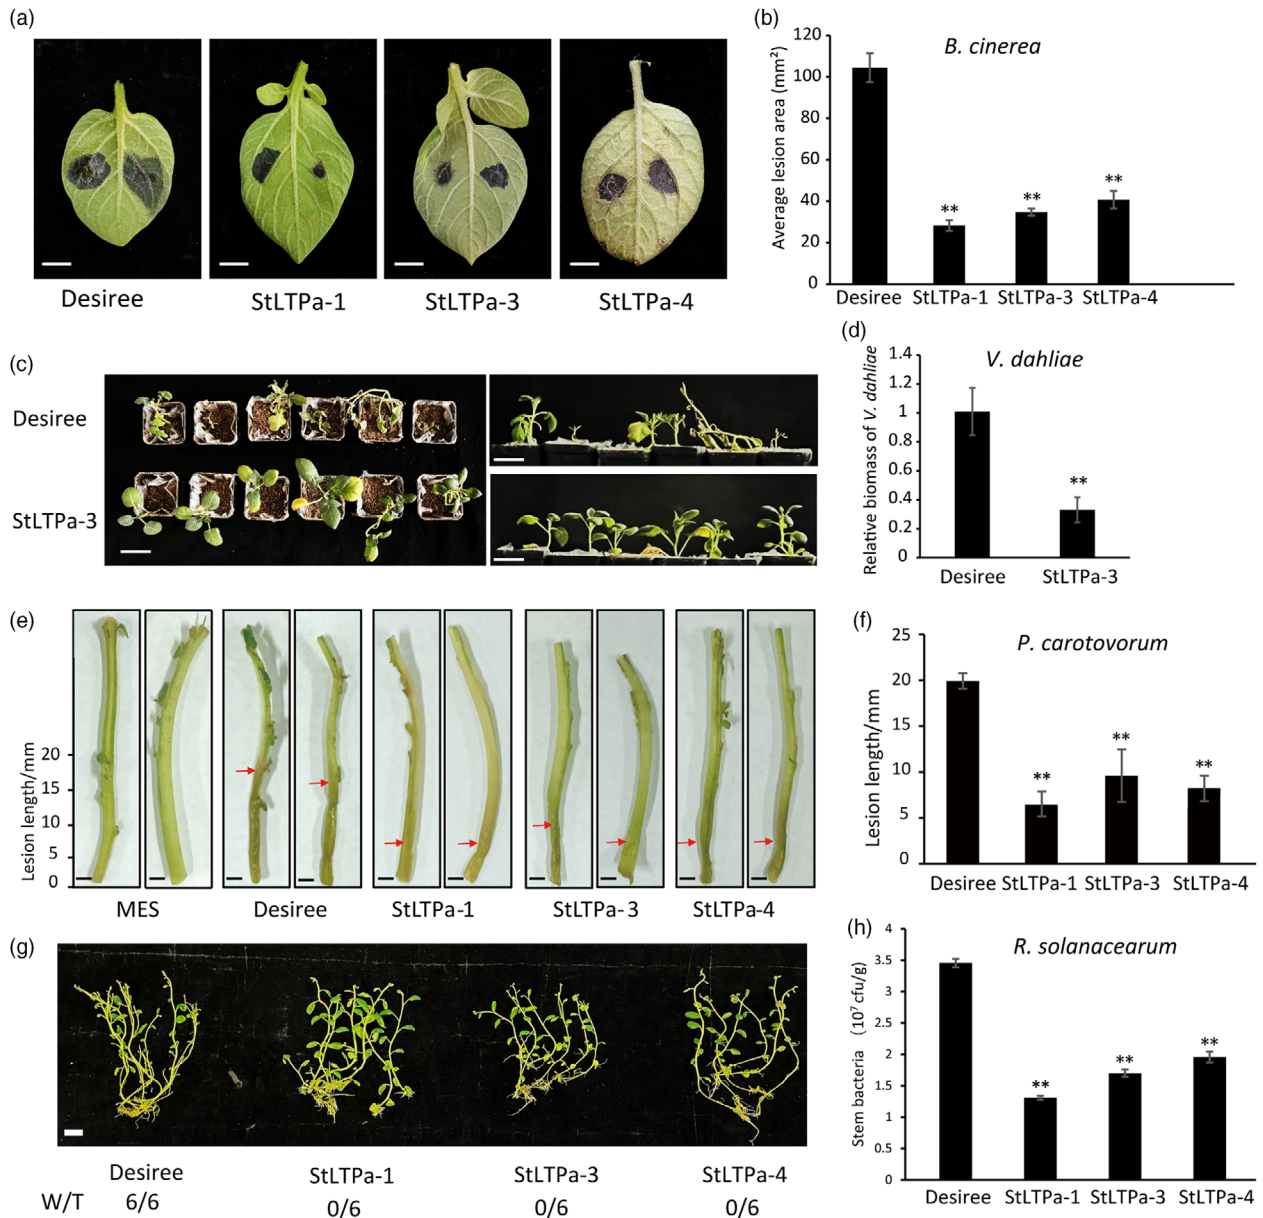 (a)
Desiree StLTPa-1 StLTPa-3 StLTPa-4
(b)
B. cinerea
Average lesion area (mm²)
120
100
80
60
40
20
0
**
**
**
Desiree StLTPa-1 StLTPa-3 StLTPa-4
(c)
Desiree
StLTPa-3
(d)
V. dahliae
Relative biomass of V. dahliae
1.4
1.2
1
0.8
0.6
0.4
0.2
0
**
Desiree StLTPa-3
(e)
Lesion length/mm
20
15
10
5
0
MES Desiree StLTPa-1 StLTPa-3 StLTPa-4
(f)
P. carotovorum
Lesion length/mm
25
20
15
10
5
0
**
**
**
Desiree StLTPa-1 StLTPa-3 StLTPa-4
(g)
Desiree StLTPa-1 StLTPa-3 StLTPa-4
W/T 6/6 0/6 0/6 0/6
(h)
R. solanacearum
Stem bacteria (10⁷ cfu/g)
4
3.5
3
2.5
2
1.5
1
0.5
0
**
**
**
Desiree StLTPa-1 StLTPa-3 StLTPa-4